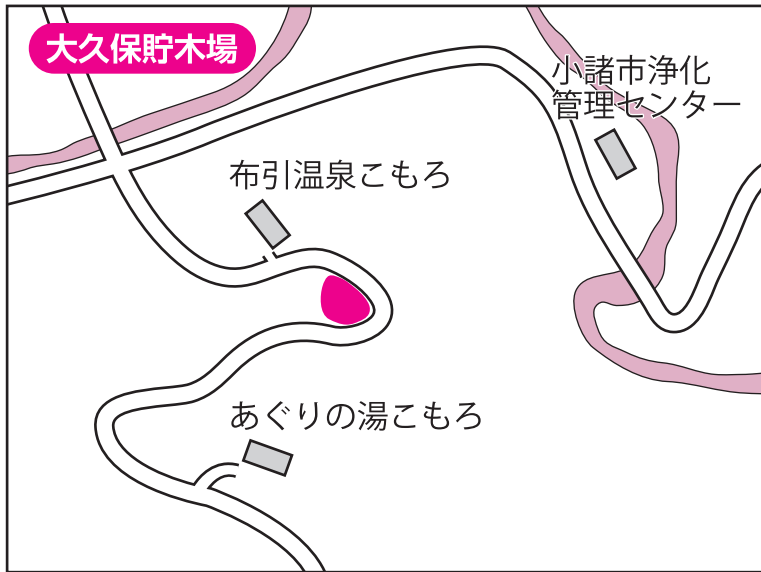 大久保貯木場
小諸市浄化
管理センター
布引温泉こもろ
あぐりの湯こもろ